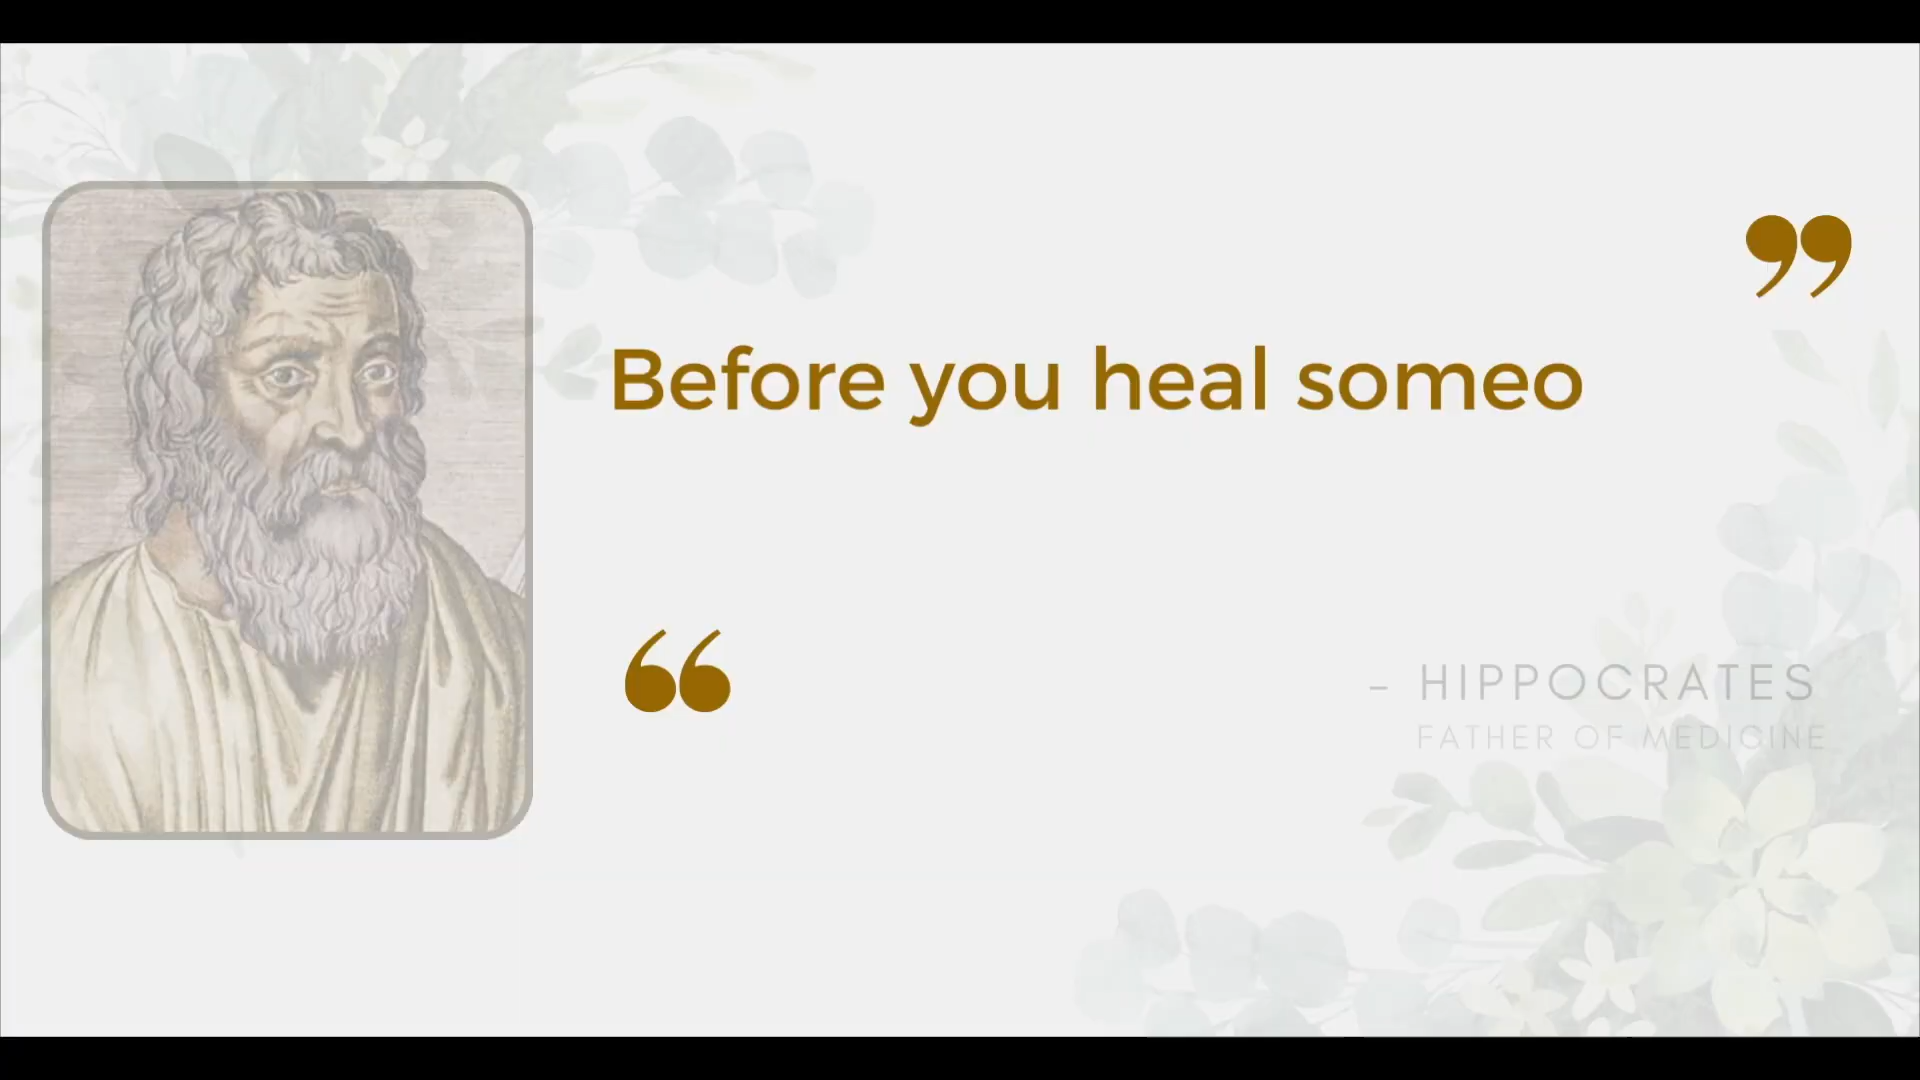 ”
Before you heal someo
“
– HIPPOCRATES
FATHER OF MEDICINE